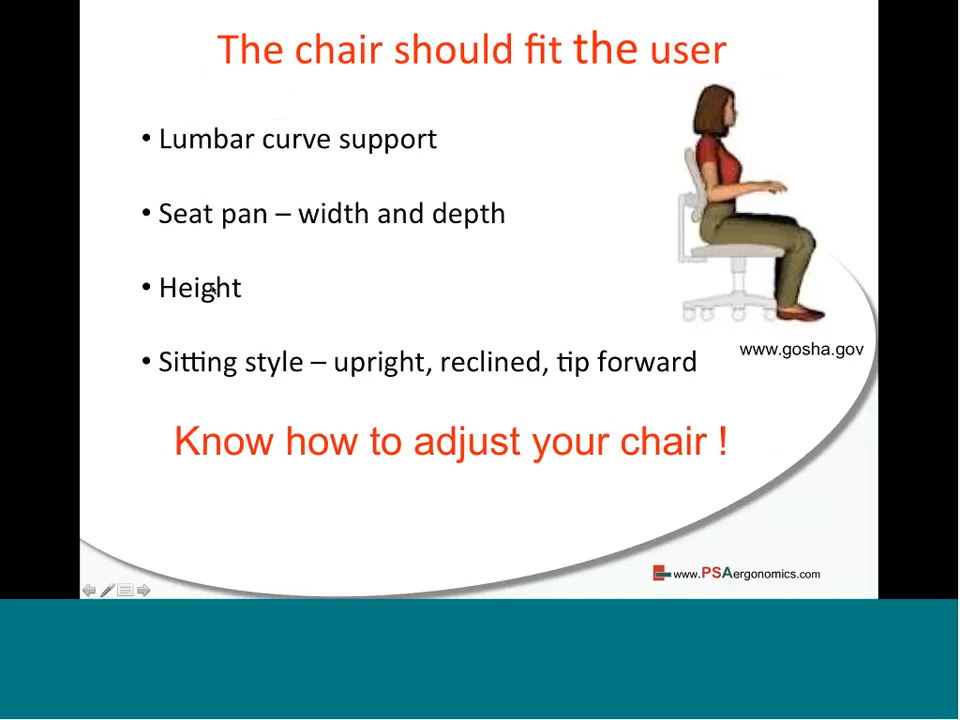 The chair should fit the user
• Lumbar curve support
• Seat pan – width and depth
• Height
• Sitting style – upright, reclined, tip forward
www.gosha.gov
Know how to adjust your chair !
www.PSAergonomics.com